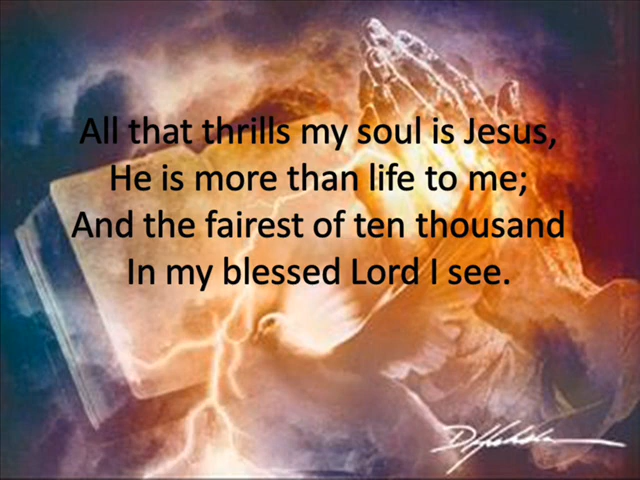 All that thrills my soul is Jesus,
He is more than life to me;
And the fairest of ten thousand
In my blessed Lord I see.